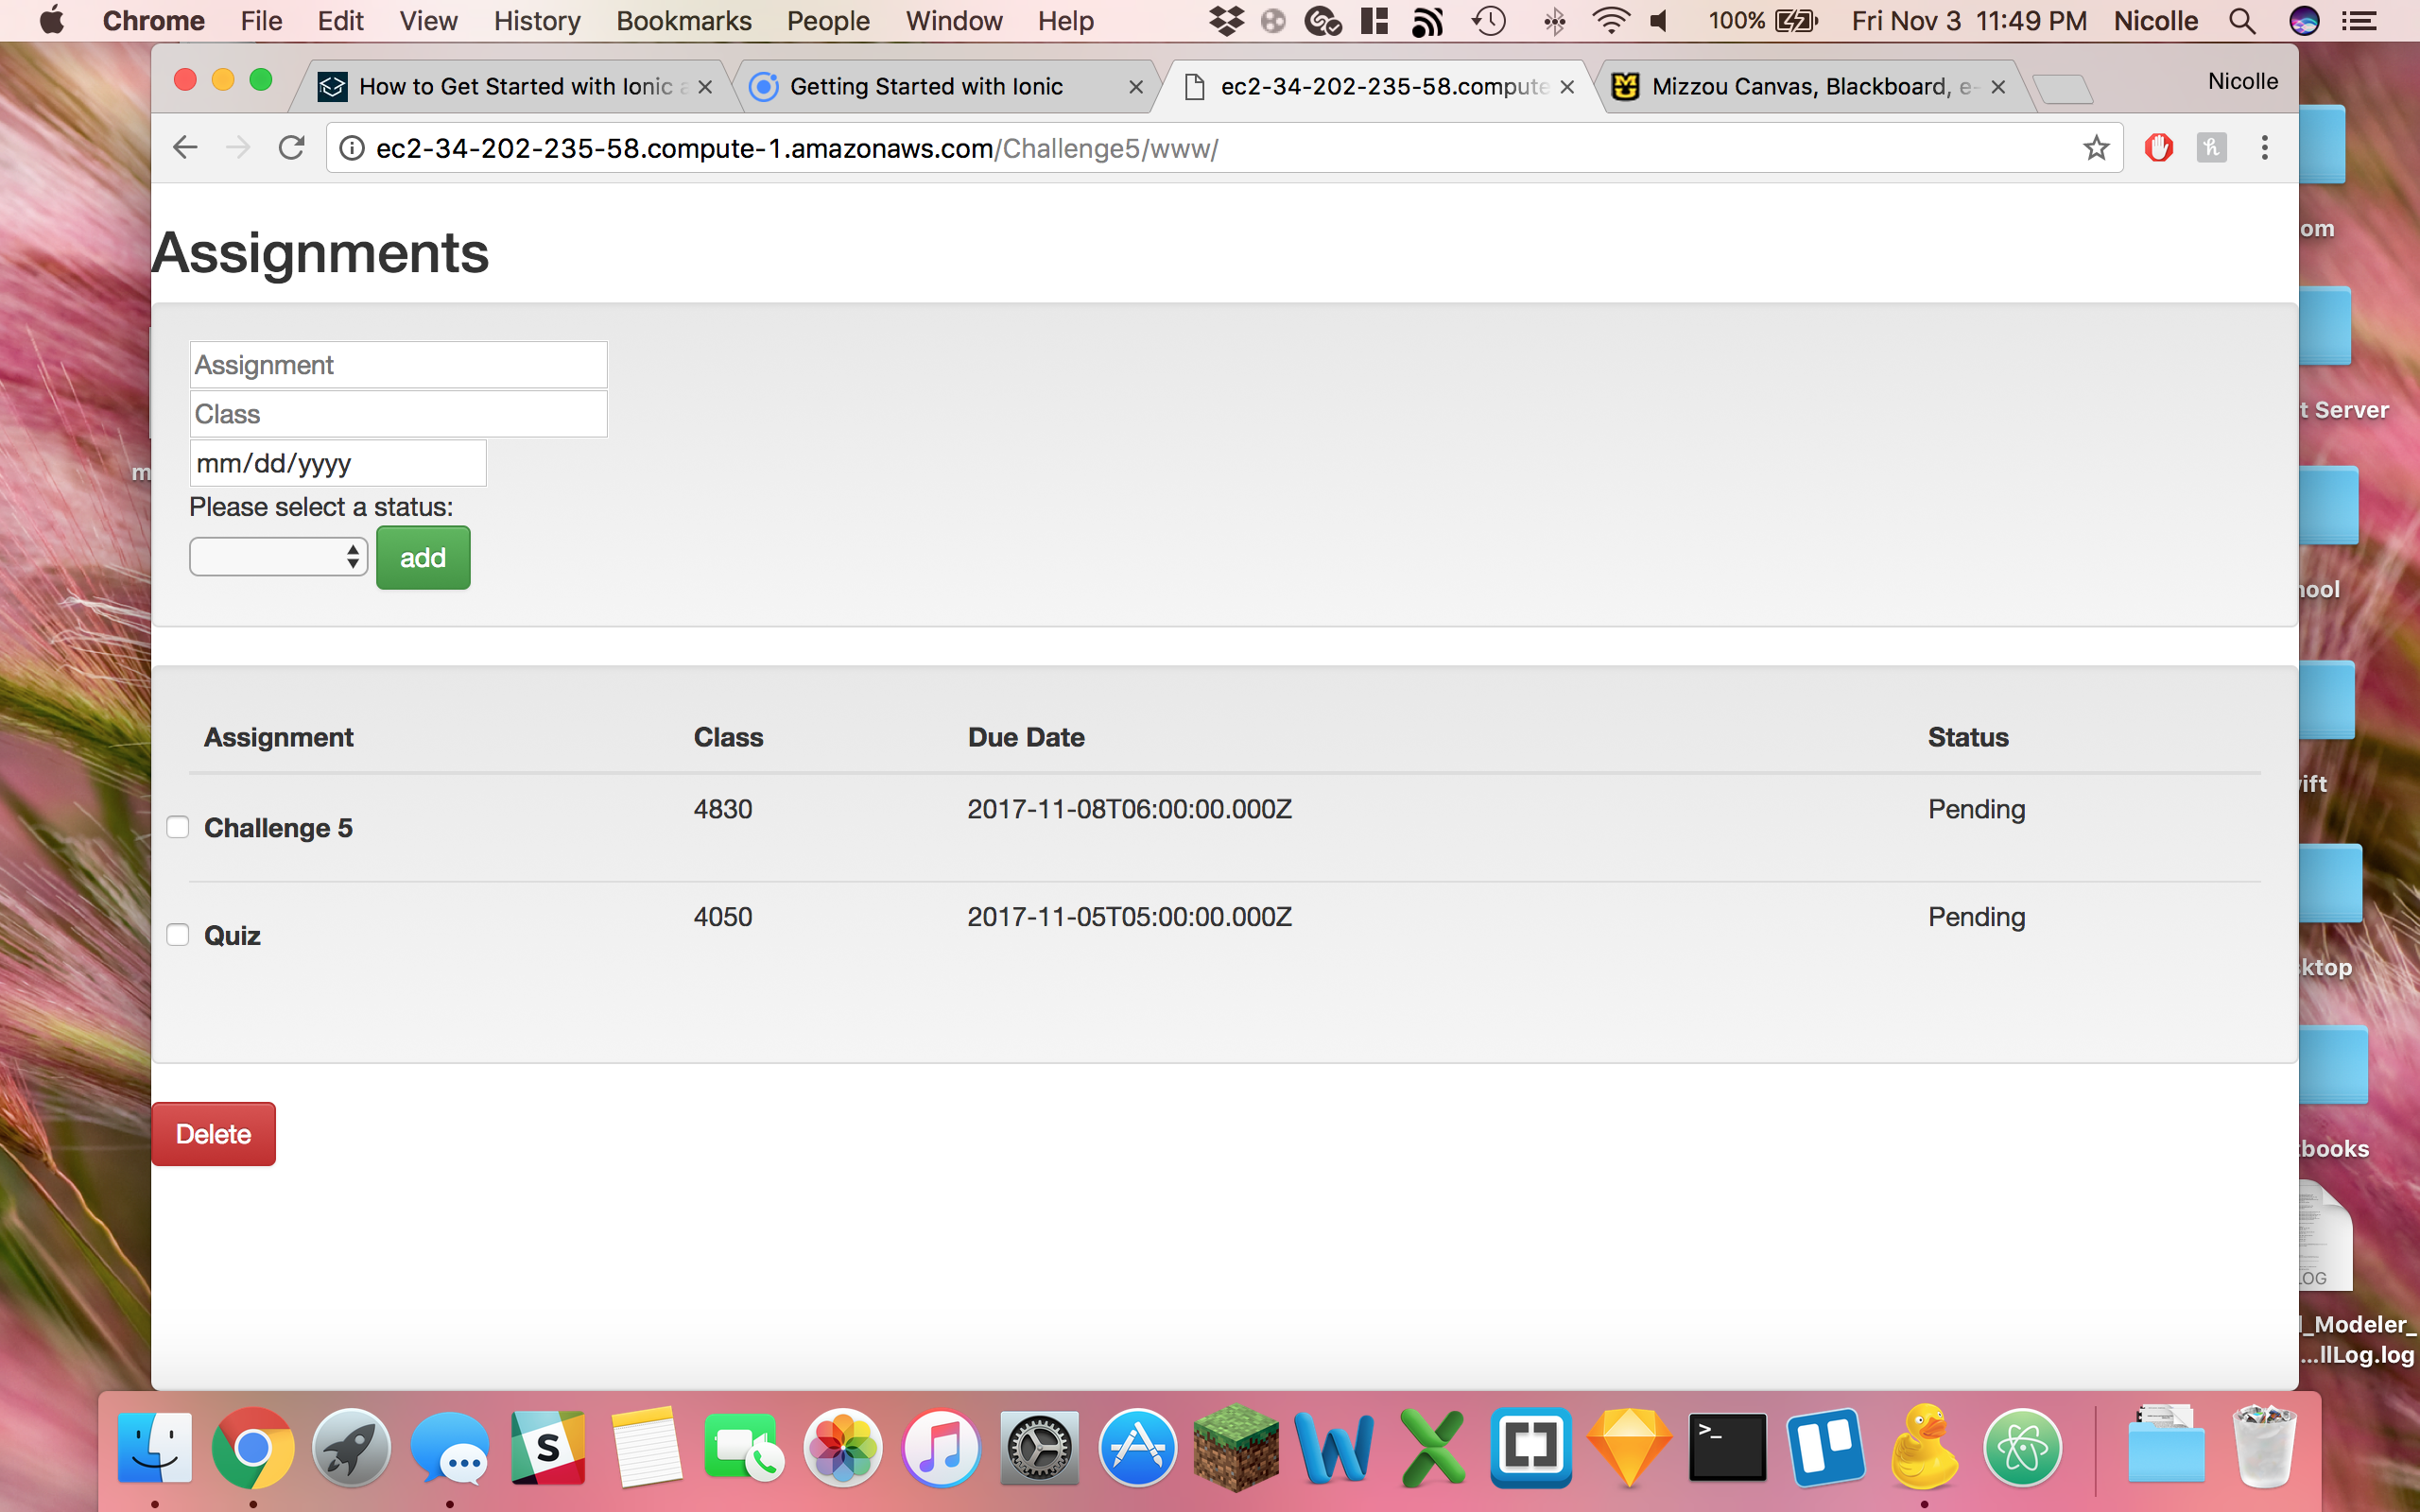 Chrome File Edit View History Bookmarks People Window Help 100% Fri Nov 3 11:49 PM Nicolle
How to Get Started with Ionic a Getting Started with Ionic ec2-34-202-235-58.compute Mizzou Canvas, Blackboard, e- Nicolle
ec2-34-202-235-58.compute-1.amazonaws.com/Challenge5/www/
Assignments
Assignment
Class
mm/dd/yyyy
Please select a status:
add
Assignment Class Due Date Status
Challenge 5 4830 2017-11-08T06:00:00.000Z Pending
Quiz 4050 2017-11-05T05:00:00.000Z Pending
Delete
om
t Server
ool
ift
ktop
books
LOG
_Modeler_
...llLog.log